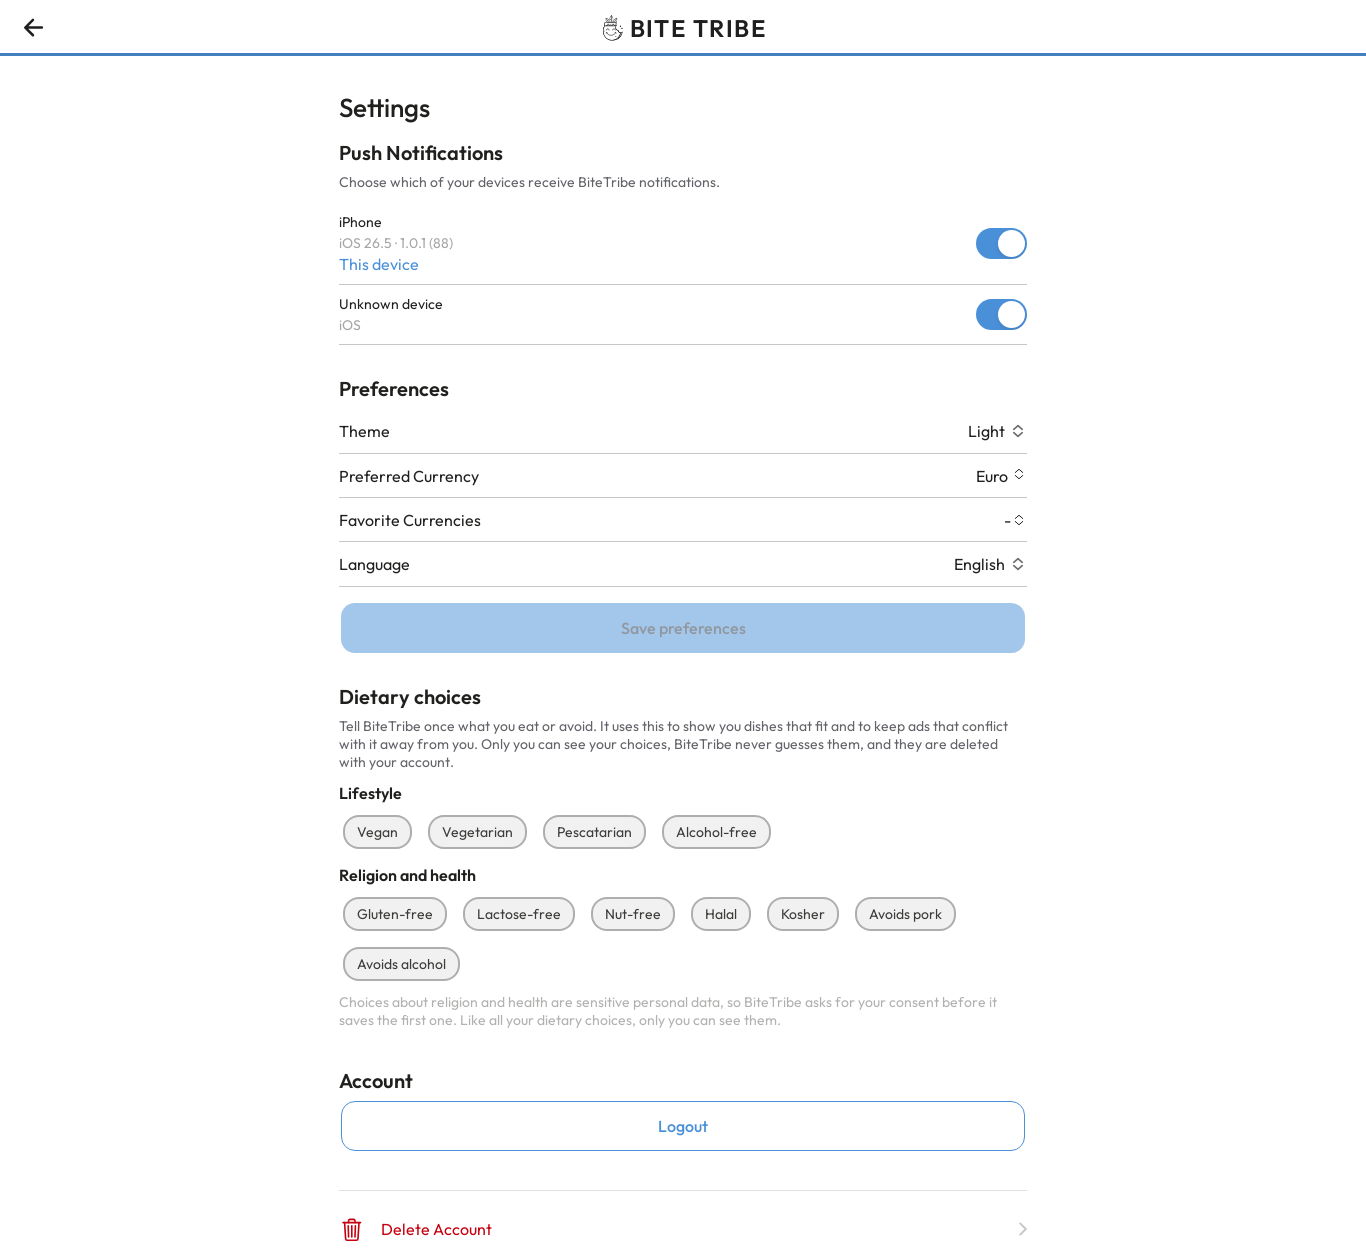 BITE TRIBE
Settings
Push Notifications
Choose which of your devices receive BiteTribe notifications.
iPhone
iOS 26.5 · 1.0.1 (88)
This device
Unknown device
iOS
Preferences
Theme Light
Preferred Currency Euro
Favorite Currencies -
Language English
Save preferences
Dietary choices
Tell BiteTribe once what you eat or avoid. It uses this to show you dishes that fit and to keep ads that conflict
with it away from you. Only you can see your choices, BiteTribe never guesses them, and they are deleted
with your account.
Lifestyle
Vegan Vegetarian Pescatarian Alcohol-free
Religion and health
Gluten-free Lactose-free Nut-free Halal Kosher Avoids pork
Avoids alcohol
Choices about religion and health are sensitive personal data, so BiteTribe asks for your consent before it
saves the first one. Like all your dietary choices, only you can see them.
Account
Logout
Delete Account